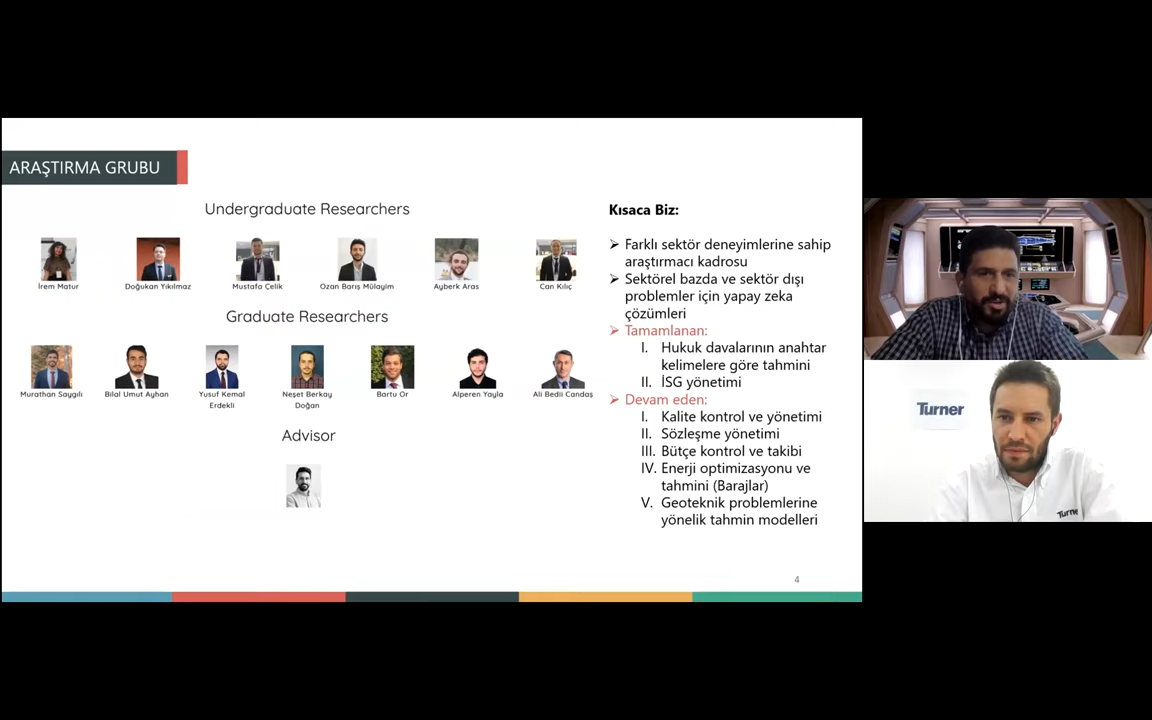 ARAŞTIRMA GRUBU
Undergraduate Researchers
İrem Matur
Doğukan Yıkılmaz
Mustafa Çelik
Ozan Barış Mülayim
Ayberk Aras
Can Kılıç
Graduate Researchers
Murathan Saygılı
Bilal Umut Ayhan
Yusuf Kemal
Erdekli
Neşet Berkay
Doğan
Bartu Or
Alperen Yayla
Ali Bedii Candaş
Advisor
Kısaca Biz:
➢ Farklı sektör deneyimlerine sahip
araştırmacı kadrosu
➢ Sektörel bazda ve sektör dışı
problemler için yapay zeka
çözümleri
➢ Tamamlanan:
I. Hukuk davalarının anahtar
kelimelere göre tahmini
II. İSG yönetimi
➢ Devam eden:
I. Kalite kontrol ve yönetimi
II. Sözleşme yönetimi
III. Bütçe kontrol ve takibi
IV. Enerji optimizasyonu ve
tahmini (Barajlar)
V. Geoteknik problemlerine
yönelik tahmin modelleri
4
Turner
Turner